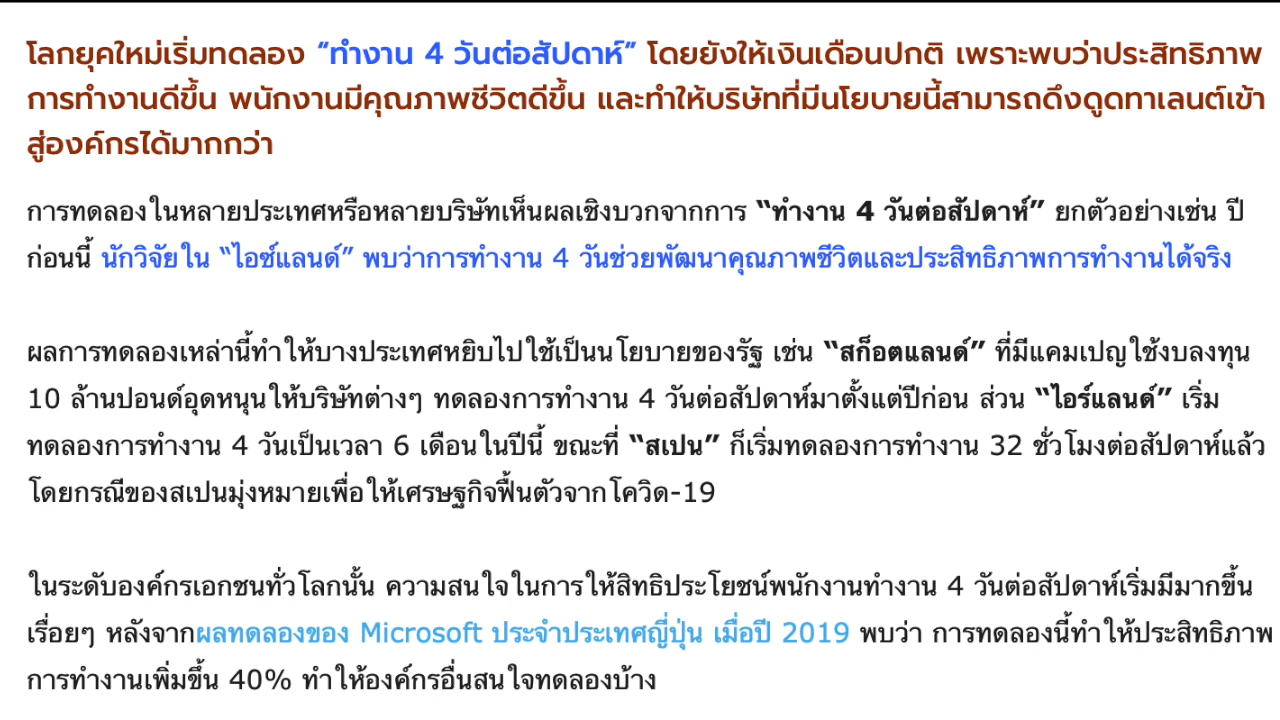 โลกยุคใหม่เริ่มทดลอง “ทำงาน 4 วันต่อสัปดาห์” โดยยังให้เงินเดือนปกติ เพราะพบว่าประสิทธิภาพ
การทำงานดีขึ้น พนักงานมีคุณภาพชีวิตดีขึ้น และทำให้บริษัทที่มีนโยบายนี้สามารถดึงดูดทาเลนต์เข้า
สู่องค์กรได้มากกว่า
การทดลองในหลายประเทศหรือหลายบริษัทเห็นผลเชิงบวกจากการ “ทำงาน 4 วันต่อสัปดาห์” ยกตัวอย่างเช่น ปี
ก่อนนี้ นักวิจัยใน “ไอซ์แลนด์” พบว่าการทำงาน 4 วันช่วยพัฒนาคุณภาพชีวิตและประสิทธิภาพการทำงานได้จริง
ผลการทดลองเหล่านี้ทำให้บางประเทศหยิบไปใช้เป็นนโยบายของรัฐ เช่น “สก็อตแลนด์” ที่มีแคมเปญใช้งบลงทุน
10 ล้านปอนด์อุดหนุนให้บริษัทต่างๆ ทดลองการทำงาน 4 วันต่อสัปดาห์มาตั้งแต่ปีก่อน ส่วน “ไอร์แลนด์” เริ่ม
ทดลองการทำงาน 4 วันเป็นเวลา 6 เดือนในปีนี้ ขณะที่ “สเปน” ก็เริ่มทดลองการทำงาน 32 ชั่วโมงต่อสัปดาห์แล้ว
โดยกรณีของสเปนมุ่งหมายเพื่อให้เศรษฐกิจฟื้นตัวจากโควิด-19
ในระดับองค์กรเอกชนทั่วโลกนั้น ความสนใจในการให้สิทธิประโยชน์พนักงานทำงาน 4 วันต่อสัปดาห์เริ่มมีมากขึ้น
เรื่อยๆ หลังจากผลทดลองของ Microsoft ประจำประเทศญี่ปุ่น เมื่อปี 2019 พบว่า การทดลองนี้ทำให้ประสิทธิภาพ
การทำงานเพิ่มขึ้น 40% ทำให้องค์กรอื่นสนใจทดลองบ้าง